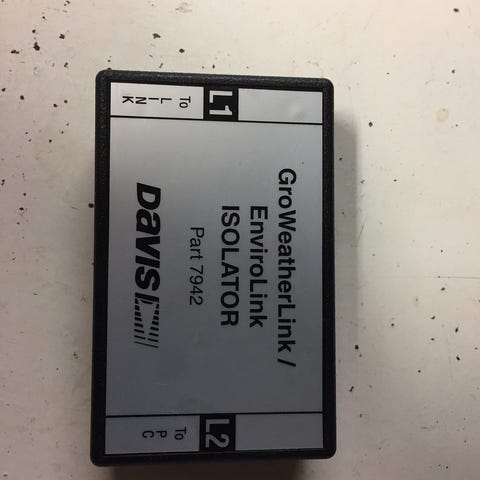 GroWeatherLink /
EnviroLink
ISOLATOR
Part 7942
L1
To
LINK
L2
To
PC
DAVIS